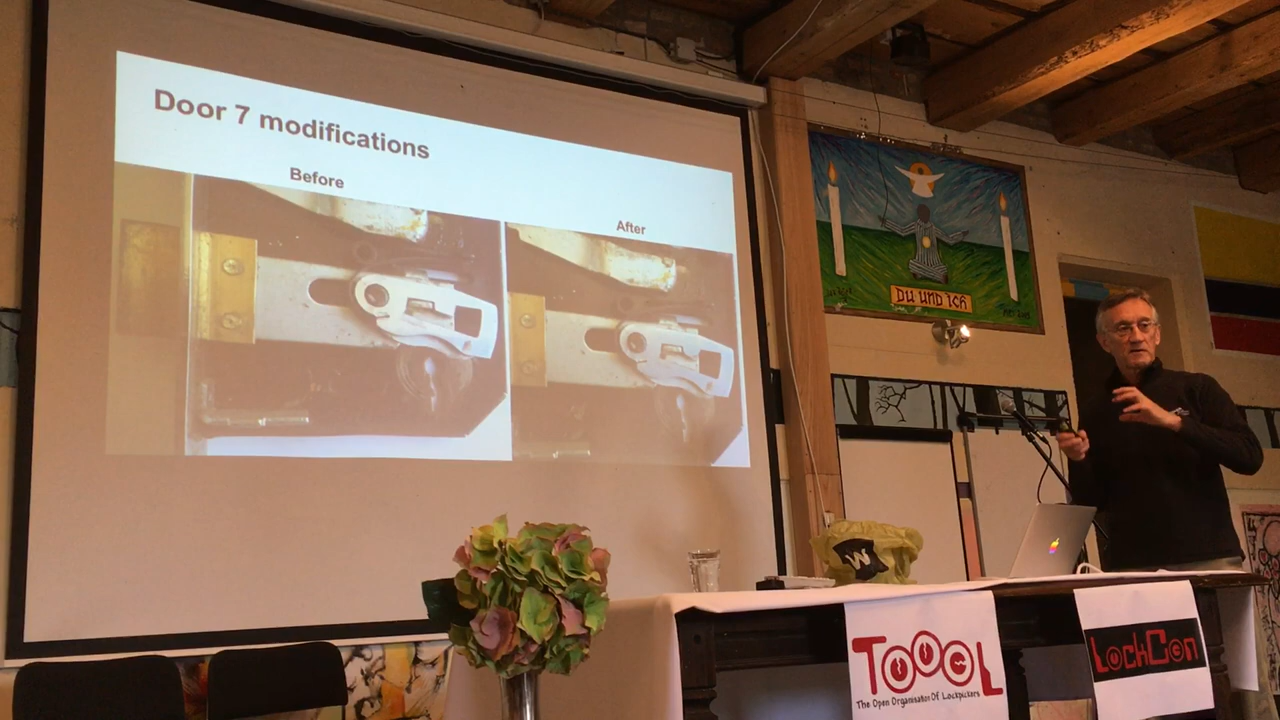 Door 7 modifications
Before
After
DU UND ICH
W
TOOOL
The Open Organisation Of Lockpickers
LockCon